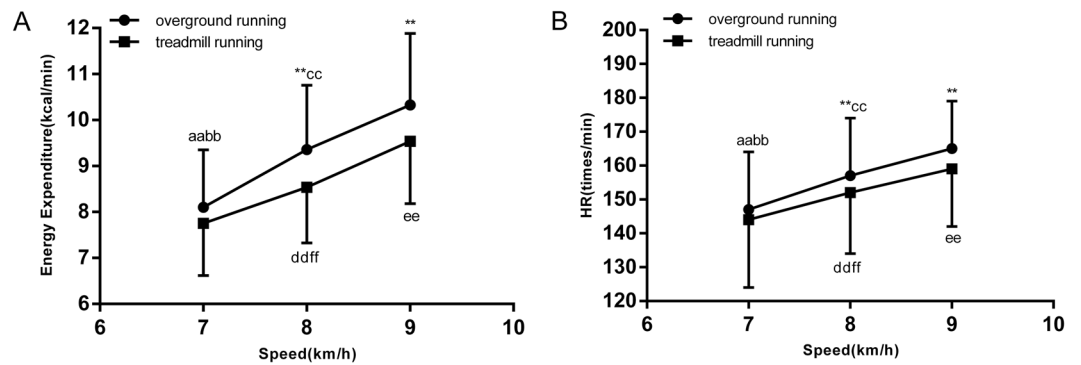 A
overground running
treadmill running
Energy Expenditure(kcal/min)
12
11
10
9
8
7
6
aabb
**cc
**
ddff
ee
6 7 8 9 10
Speed(km/h)
B
overground running
treadmill running
HR(times/min)
200
190
180
170
160
150
140
130
120
aabb
**cc
**
ddff
ee
6 7 8 9 10
Speed(km/h)